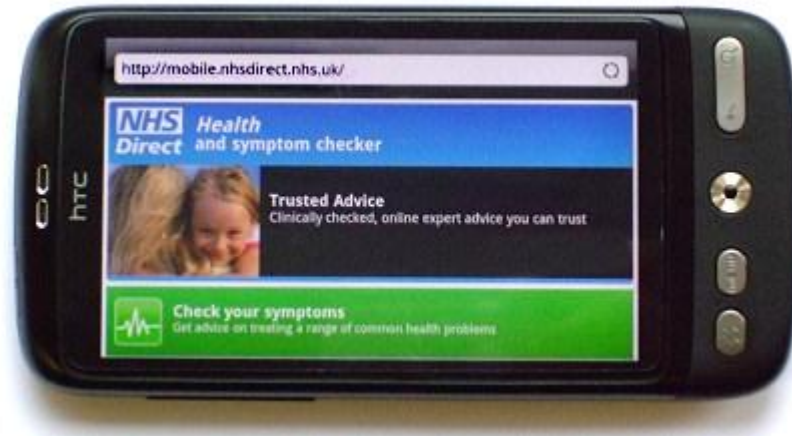 http://mobile.nhsdirect.nhs.uk/
NHS Health
Direct and symptom checker
Trusted Advice
Clinically checked, online expert advice you can trust
Check your symptoms
Get advice on treating a range of common health problems
hTC